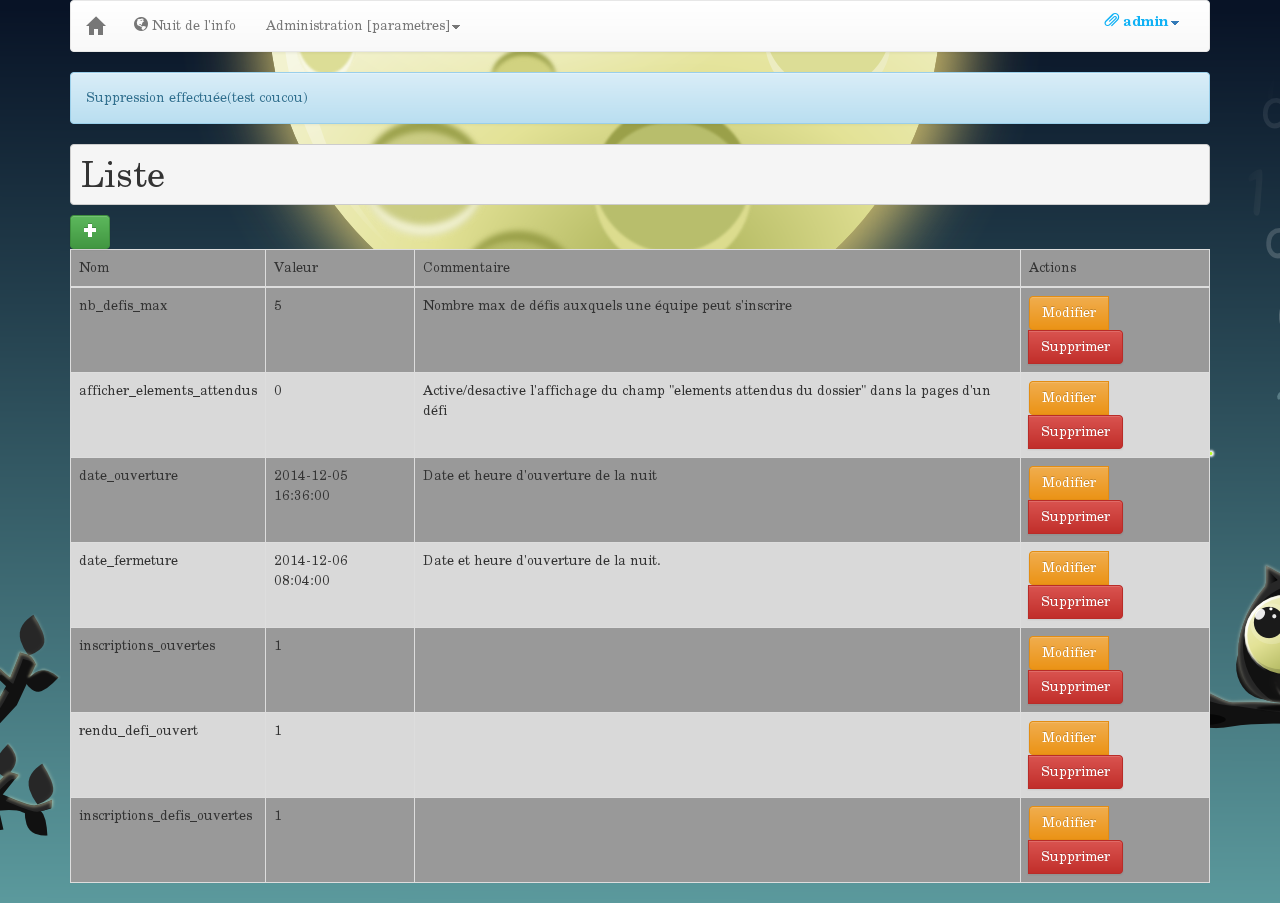 Nuit de l'info Administration [parametres] admin
Suppression effectuée(test coucou)
Liste
Nom Valeur Commentaire Actions
nb_defis_max 5 Nombre max de défis auxquels une équipe peut s'inscrire Modifier
Supprimer
afficher_elements_attendus 0 Active/desactive l'affichage du champ "elements attendus du dossier" dans la pages d'un Modifier
défi
Supprimer
date_ouverture 2014-12-05 Date et heure d'ouverture de la nuit Modifier
16:36:00
Supprimer
date_fermeture 2014-12-06 Date et heure d'ouverture de la nuit. Modifier
08:04:00
Supprimer
inscriptions_ouvertes 1 Modifier
Supprimer
rendu_defi_ouvert 1 Modifier
Supprimer
inscriptions_defis_ouvertes 1 Modifier
Supprimer